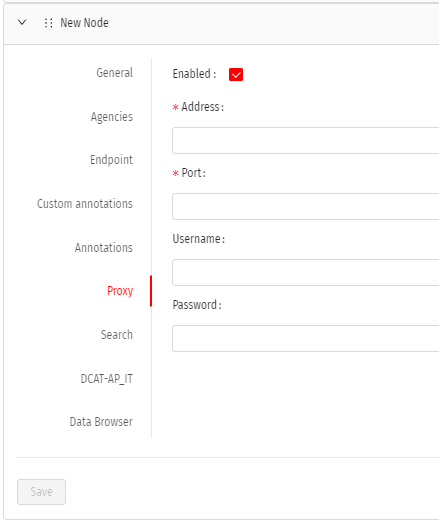 New Node
General
Agencies
Endpoint
Custom annotations
Annotations
Proxy
Search
DCAT-AP_IT
Data Browser
Enabled :
* Address :
* Port :
Username :
Password :
Save